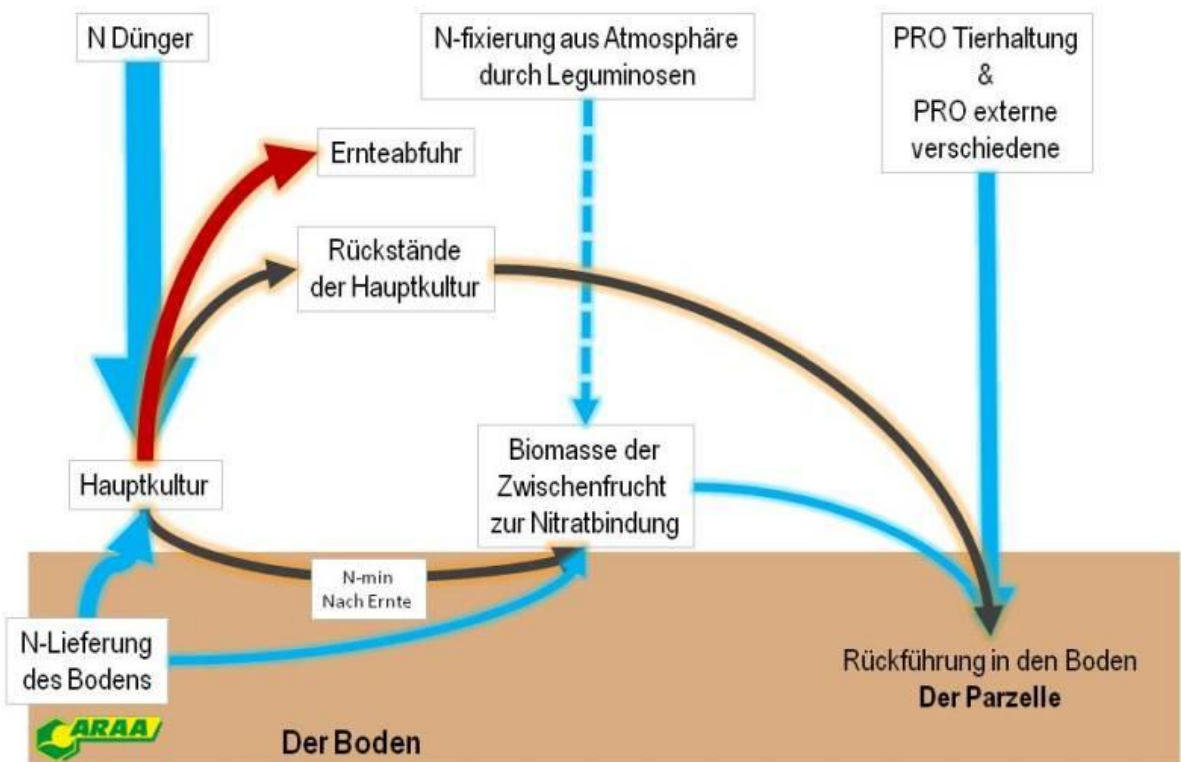 N Dünger
N-fixierung aus Atmosphäre
durch Leguminosen
PRO Tierhaltung
&
PRO externe
verschiedene
Ernteabfuhr
Rückstände
der Hauptkultur
Hauptkultur
Biomasse der
Zwischenfrucht
zur Nitratbindung
N-min
Nach Ernte
N-Lieferung
des Bodens
Rückführung in den Boden
Der Parzelle
ARAA
Der Boden